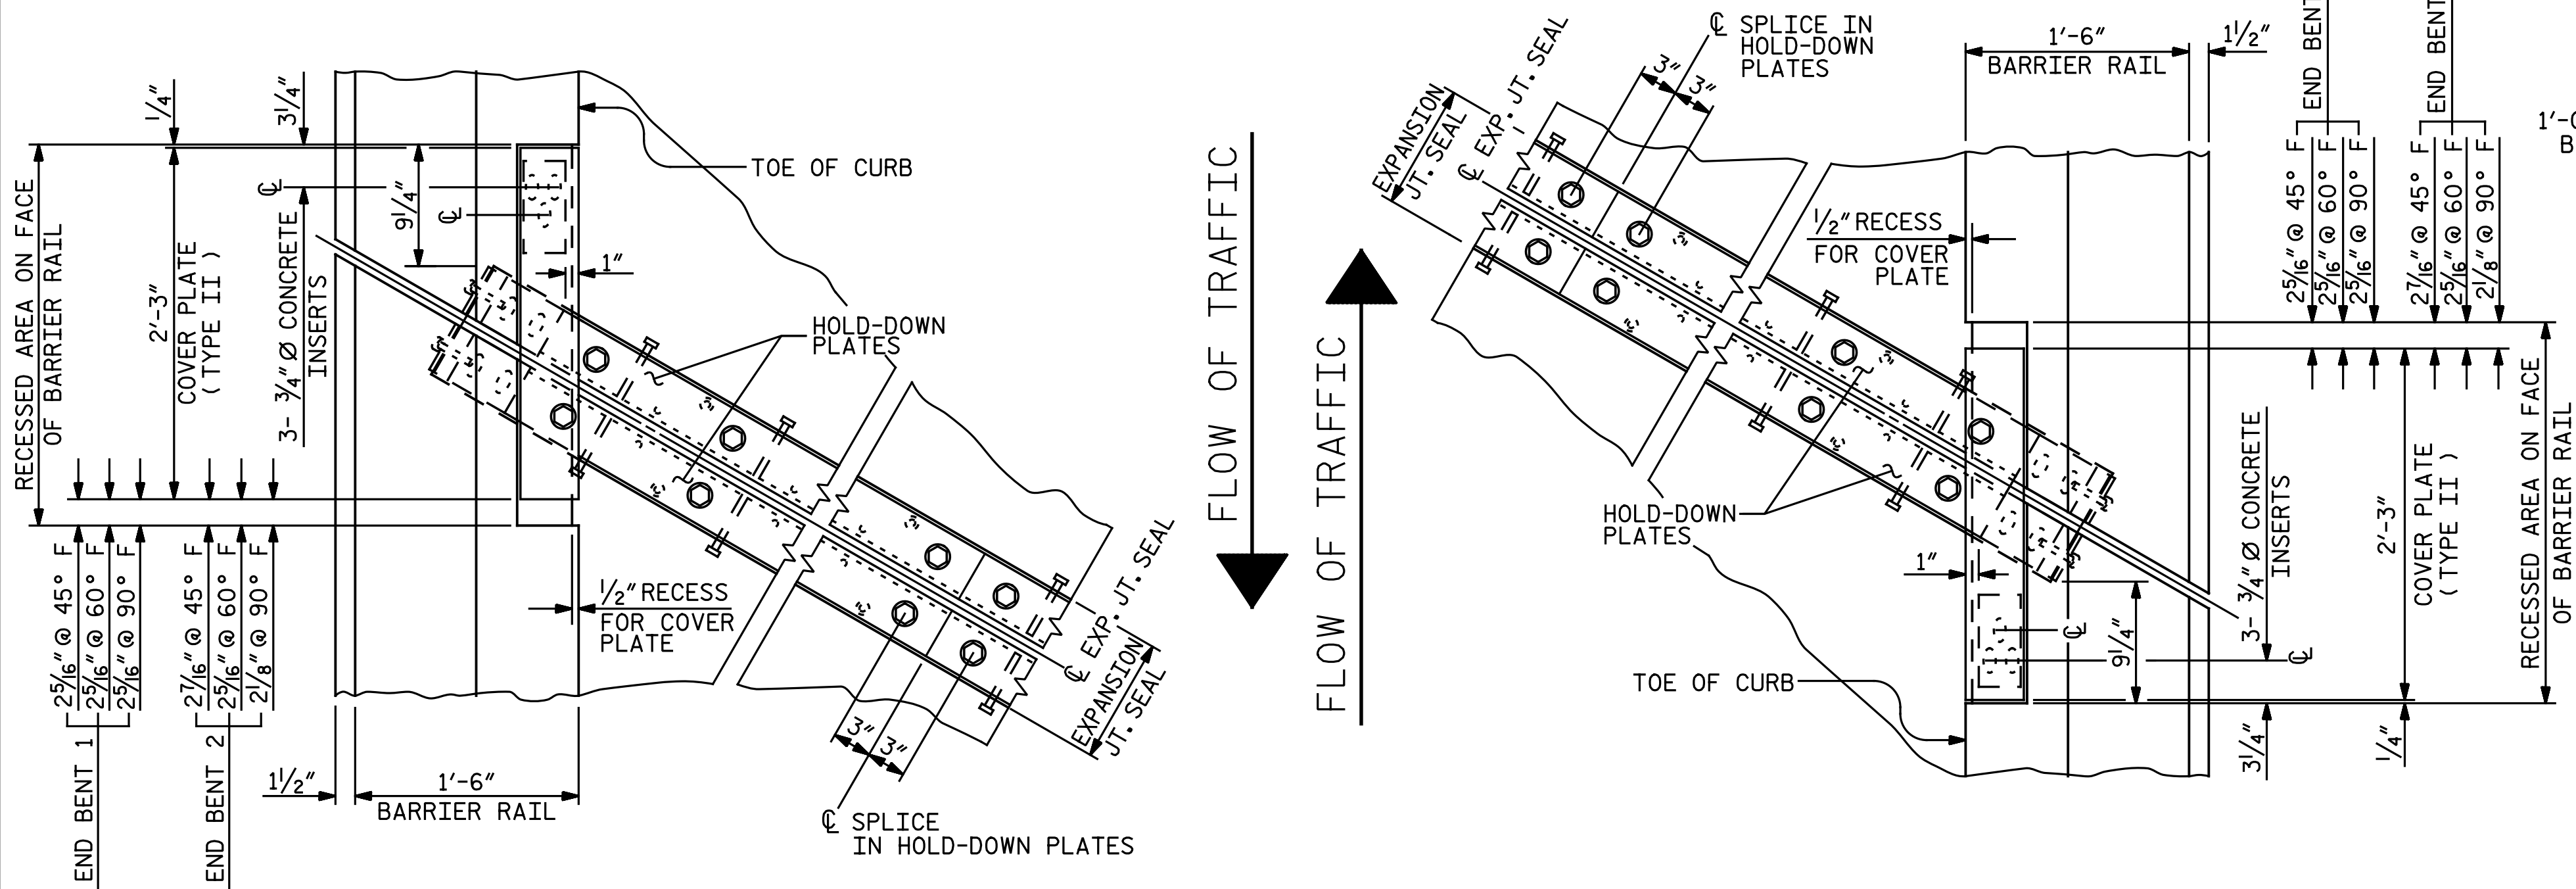 1/4"
3 1/4"
RECESSED AREA ON FACE
OF BARRIER RAIL
2'-3"
COVER PLATE
( TYPE II )
℄
9 1/4"
℄
3- 3/4" Ø CONCRETE
INSERTS
1"
TOE OF CURB
HOLD-DOWN
PLATES
2 5/16" @ 45° F
2 5/16" @ 60° F
2 5/16" @ 90° F
END BENT 1
2 7/16" @ 45° F
2 5/16" @ 60° F
2 1/8" @ 90° F
END BENT 2
1/2" RECESS
FOR COVER
PLATE
1 1/2"
1'-6"
BARRIER RAIL
3"
3"
℄ SPLICE
IN HOLD-DOWN PLATES
℄ EXP. JT. SEAL
EXPANSION
JT. SEAL
FLOW OF TRAFFIC
FLOW OF TRAFFIC
EXPANSION
JT. SEAL
℄ EXP. JT. SEAL
℄ SPLICE IN
HOLD-DOWN
PLATES
3"
3"
1'-6"
BARRIER RAIL
1 1/2"
1/2" RECESS
FOR COVER
PLATE
END BENT
2 5/16" @ 45° F
2 5/16" @ 60° F
2 5/16" @ 90° F
END BENT
2 7/16" @ 45° F
2 5/16" @ 60° F
2 1/8" @ 90° F
HOLD-DOWN
PLATES
1"
TOE OF CURB
℄
9 1/4"
℄
3- 3/4" Ø CONCRETE
INSERTS
3 1/4"
2'-3"
COVER PLATE
( TYPE II )
1/4"
RECESSED AREA ON FACE
OF BARRIER RAIL